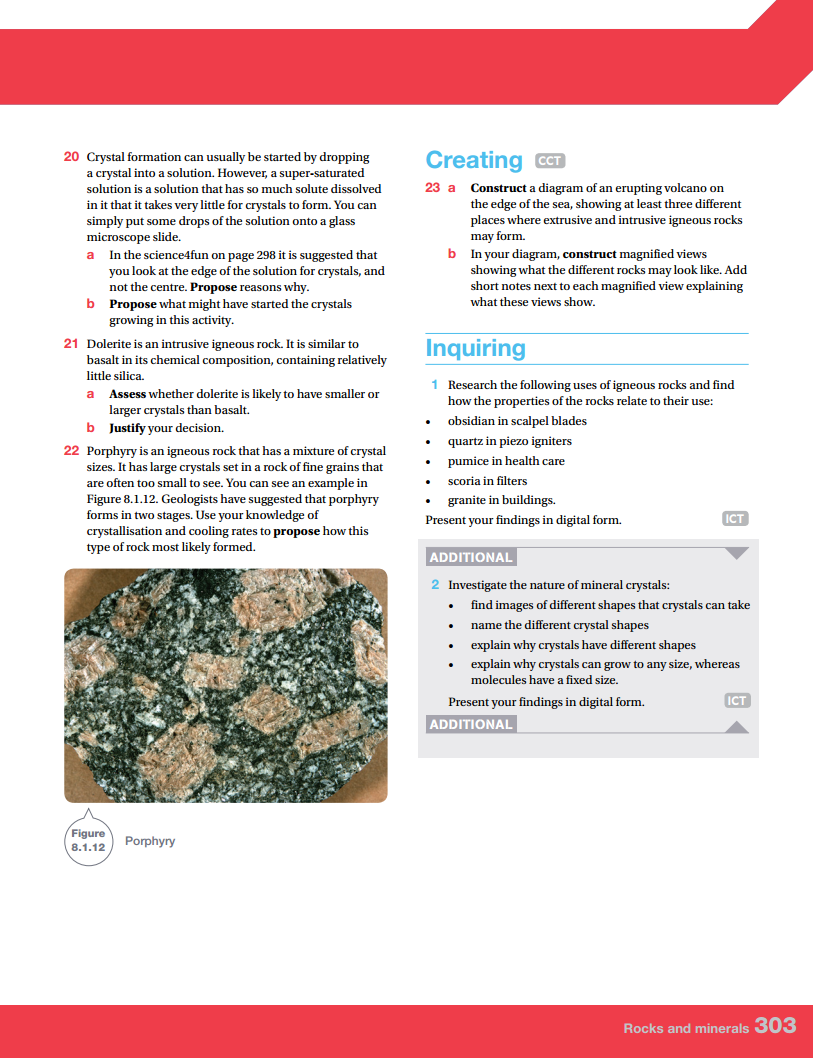 20 Crystal formation can usually be started by dropping
a crystal into a solution. However, a super-saturated
solution is a solution that has so much solute dissolved
in it that it takes very little for crystals to form. You can
simply put some drops of the solution onto a glass
microscope slide.
a In the science4fun on page 298 it is suggested that
you look at the edge of the solution for crystals, and
not the centre. Propose reasons why.
b Propose what might have started the crystals
growing in this activity.
21 Dolerite is an intrusive igneous rock. It is similar to
basalt in its chemical composition, containing relatively
little silica.
a Assess whether dolerite is likely to have smaller or
larger crystals than basalt.
b Justify your decision.
22 Porphyry is an igneous rock that has a mixture of crystal
sizes. It has large crystals set in a rock of fine grains that
are often too small to see. You can see an example in
Figure 8.1.12. Geologists have suggested that porphyry
forms in two stages. Use your knowledge of
crystallisation and cooling rates to propose how this
type of rock most likely formed.
Figure
8.1.12
Porphyry
Creating CCT
23 a Construct a diagram of an erupting volcano on
the edge of the sea, showing at least three different
places where extrusive and intrusive igneous rocks
may form.
b In your diagram, construct magnified views
showing what the different rocks may look like. Add
short notes next to each magnified view explaining
what these views show.
Inquiring
1 Research the following uses of igneous rocks and find
how the properties of the rocks relate to their use:
• obsidian in scalpel blades
• quartz in piezo igniters
• pumice in health care
• scoria in filters
• granite in buildings.
Present your findings in digital form. ICT
ADDITIONAL
2 Investigate the nature of mineral crystals:
• find images of different shapes that crystals can take
• name the different crystal shapes
• explain why crystals have different shapes
• explain why crystals can grow to any size, whereas
molecules have a fixed size.
Present your findings in digital form. ICT
ADDITIONAL
Rocks and minerals 303